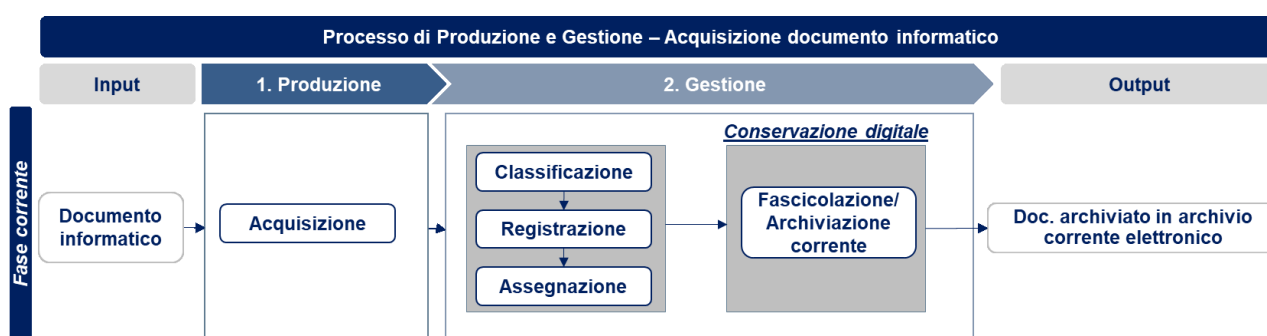 Processo di Produzione e Gestione – Acquisizione documento informatico
Input
1. Produzione
2. Gestione
Output
Fase corrente
Documento
informatico
Acquisizione
Classificazione
Registrazione
Assegnazione
Conservazione digitale
Fascicolazione/
Archiviazione
corrente
Doc. archiviato in archivio
corrente elettronico